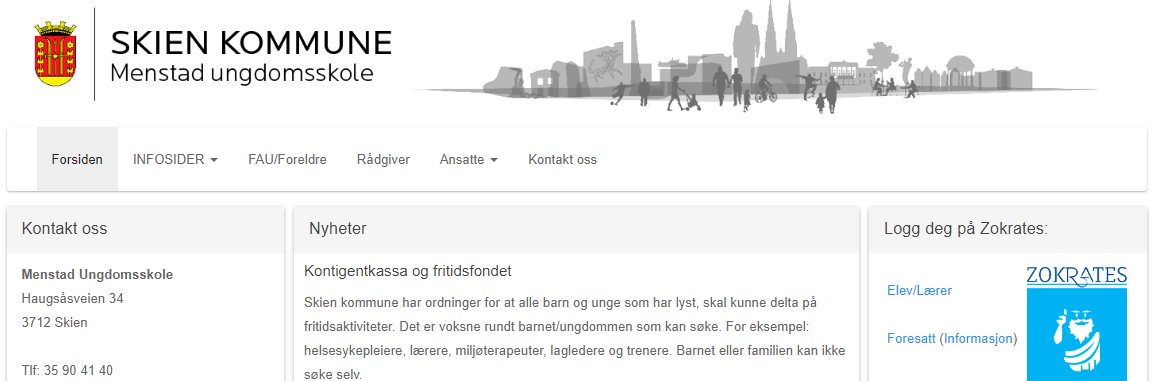 SKIEN KOMMUNE
Menstad ungdomsskole
Forsiden
INFOSIDER
FAU/Foreldre
Rådgiver
Ansatte
Kontakt oss
Kontakt oss
Menstad Ungdomsskole
Haugsåsveien 34
3712 Skien
Tlf: 35 90 41 40
Nyheter
Kontigentkassa og fritidsfondet
Skien kommune har ordninger for at alle barn og unge som har lyst, skal kunne delta på
fritidsaktiviteter. Det er voksne rundt barnet/ungdommen som kan søke. For eksempel:
helsesykepleiere, lærere, miljøterapeuter, lagledere og trenere. Barnet eller familien kan ikke
søke selv.
Logg deg på Zokrates:
Elev/Lærer
Foresatt (Informasjon)
ZOKRATES